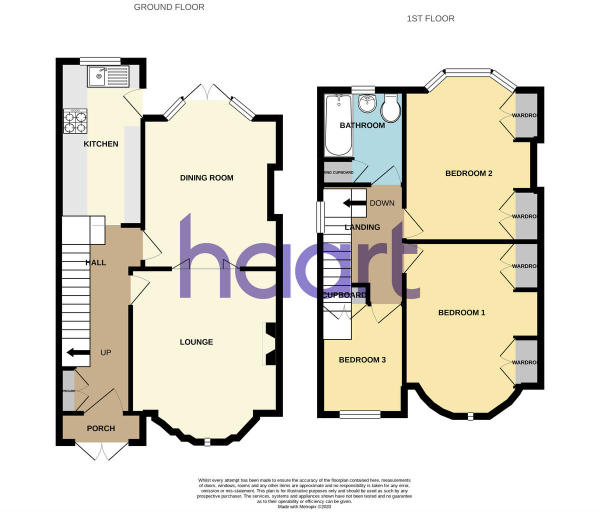 GROUND FLOOR
1ST FLOOR
KITCHEN
DINING ROOM
HALL
LOUNGE
UP
PORCH
BATHROOM
WARDROB
BEDROOM 2
CUPBOARD
DOWN
LANDING
WARDROB
WARDROB
CUPBOARD
BEDROOM 1
BEDROOM 3
WARDROB
haart
Whilst every attempt has been made to ensure the accuracy of the floorplan contained here, measurements
of doors, windows, rooms and any other items are approximate and no responsibility is taken for any error,
omission or mis-statement. This plan is for illustrative purposes only and should be used as such by any
prospective purchaser. The services, systems and appliances shown have not been tested and no guarantee
as to their operability or efficiency can be given.
Made with Metropix ©2020